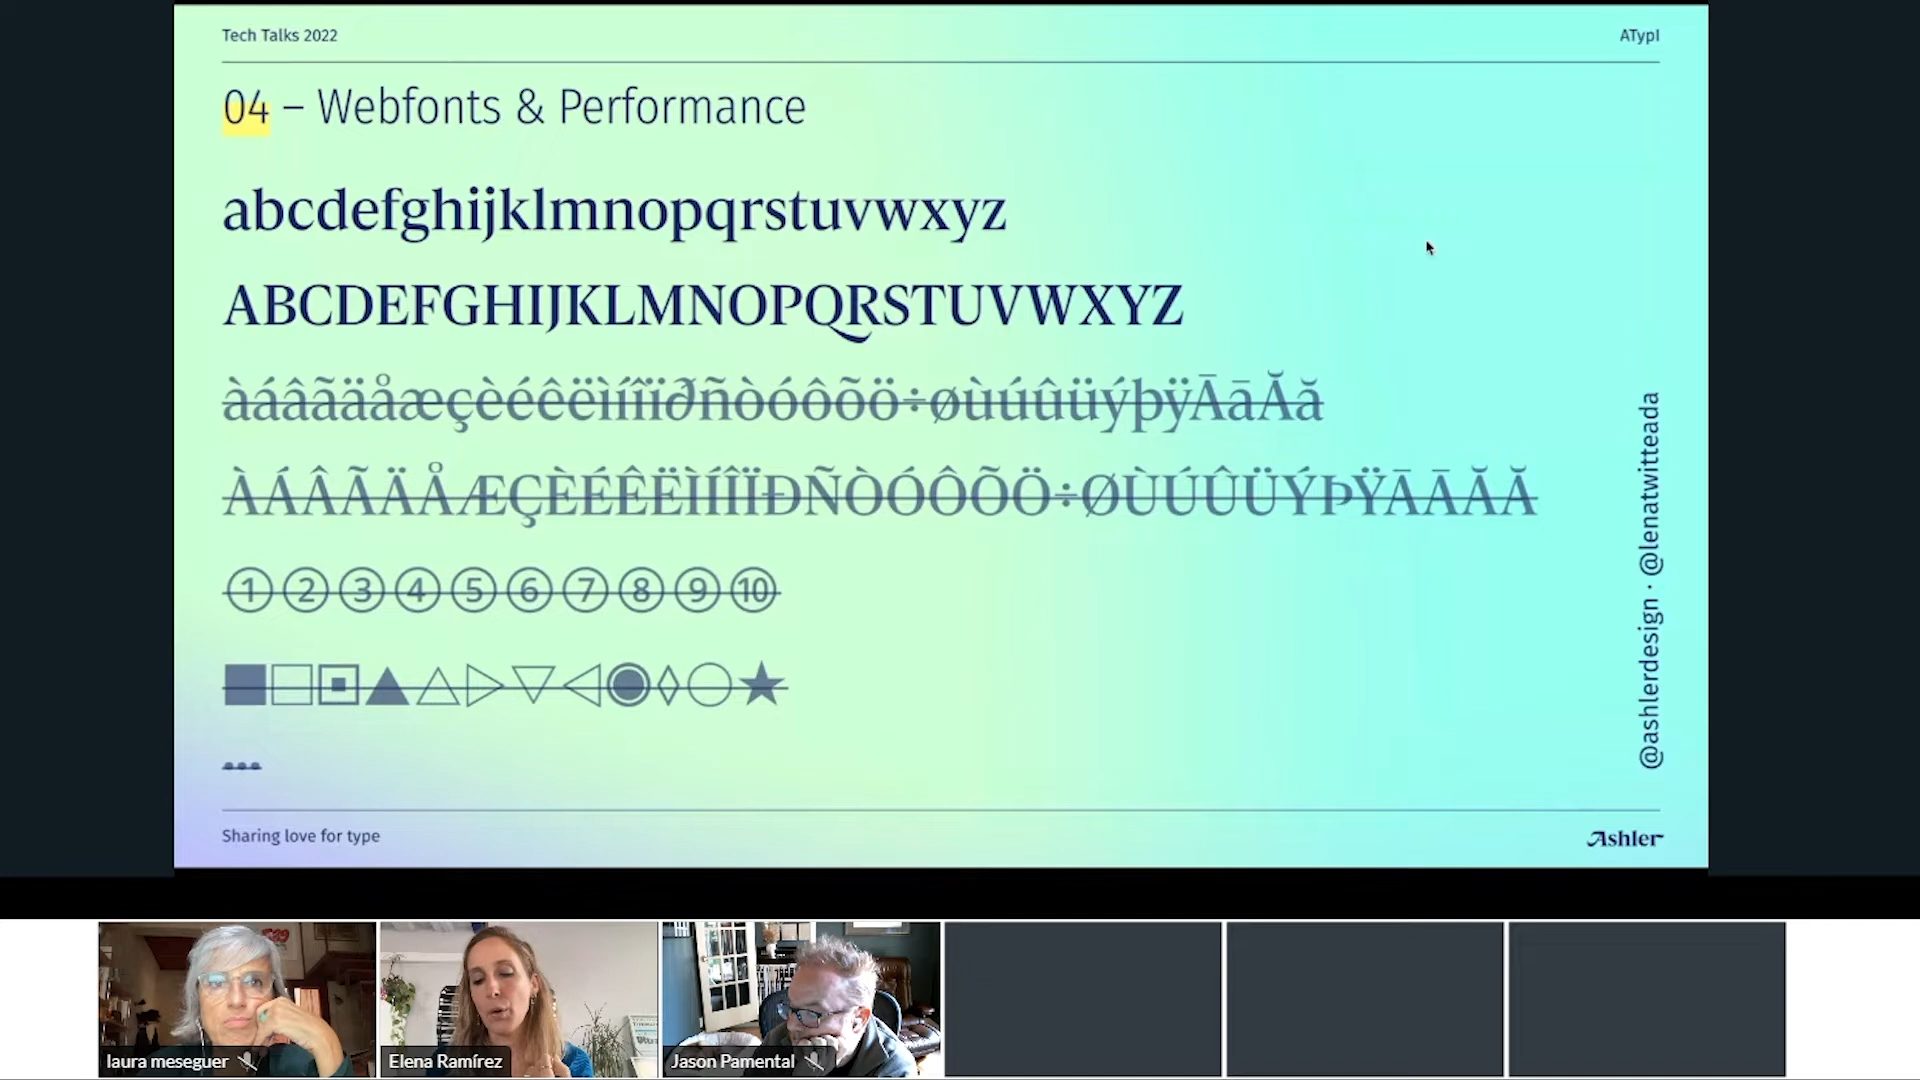 Tech Talks 2022
ATypI
04 – Webfonts & Performance
abcdefghijklmnopqrstuvwxyz
ABCDEFGHIJKLMNOPQRSTUVWXYZ
àáâãäåæçèéêëìíîïðñòóôõö÷øùúûüýþÿĀāĂă
ÀÁÂÃÄÅÆÇÈÉÊËÌÍÎÏÐÑÒÓÔÕÖ÷ØÙÚÛÜÝÞŸĀĀĂĂ
①②③④⑤⑥⑦⑧⑨⑩
■□▣▲△▷▽◁◉◊○★
...
@ashlerdesign · @lenatwitteada
Sharing love for type
Ashler
laura meseguer
Elena Ramírez
Jason Pamental